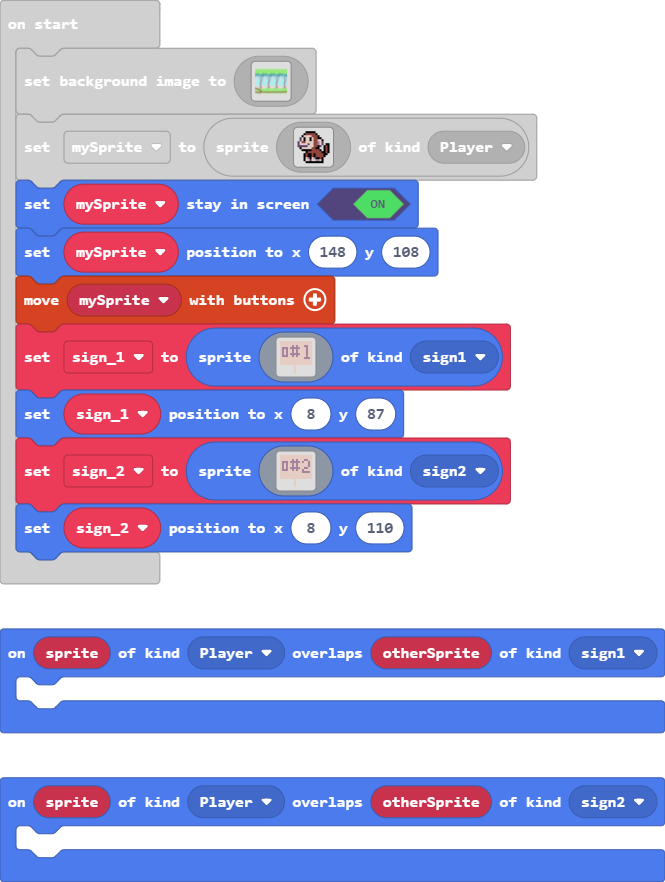 on start
set background image to
set mySprite to sprite of kind Player
set mySprite stay in screen ON
set mySprite position to x 148 y 108
move mySprite with buttons +
set sign_1 to sprite #1 of kind sign1
set sign_1 position to x 8 y 87
set sign_2 to sprite #2 of kind sign2
set sign_2 position to x 8 y 110
on sprite of kind Player overlaps otherSprite of kind sign1
on sprite of kind Player overlaps otherSprite of kind sign2